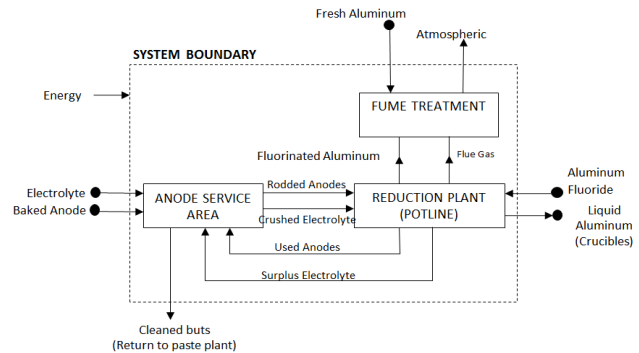 Fresh Aluminum
Atmospheric
SYSTEM BOUNDARY
Energy
FUME TREATMENT
Fluorinated Aluminum
Flue Gas
Electrolyte
Baked Anode
ANODE SERVICE
AREA
Rodded Anodes
Crushed Electrolyte
Used Anodes
Surplus Electrolyte
REDUCTION PLANT
(POTLINE)
Aluminum
Fluoride
Liquid
Aluminum
(Crucibles)
Cleaned buts
(Return to paste plant)